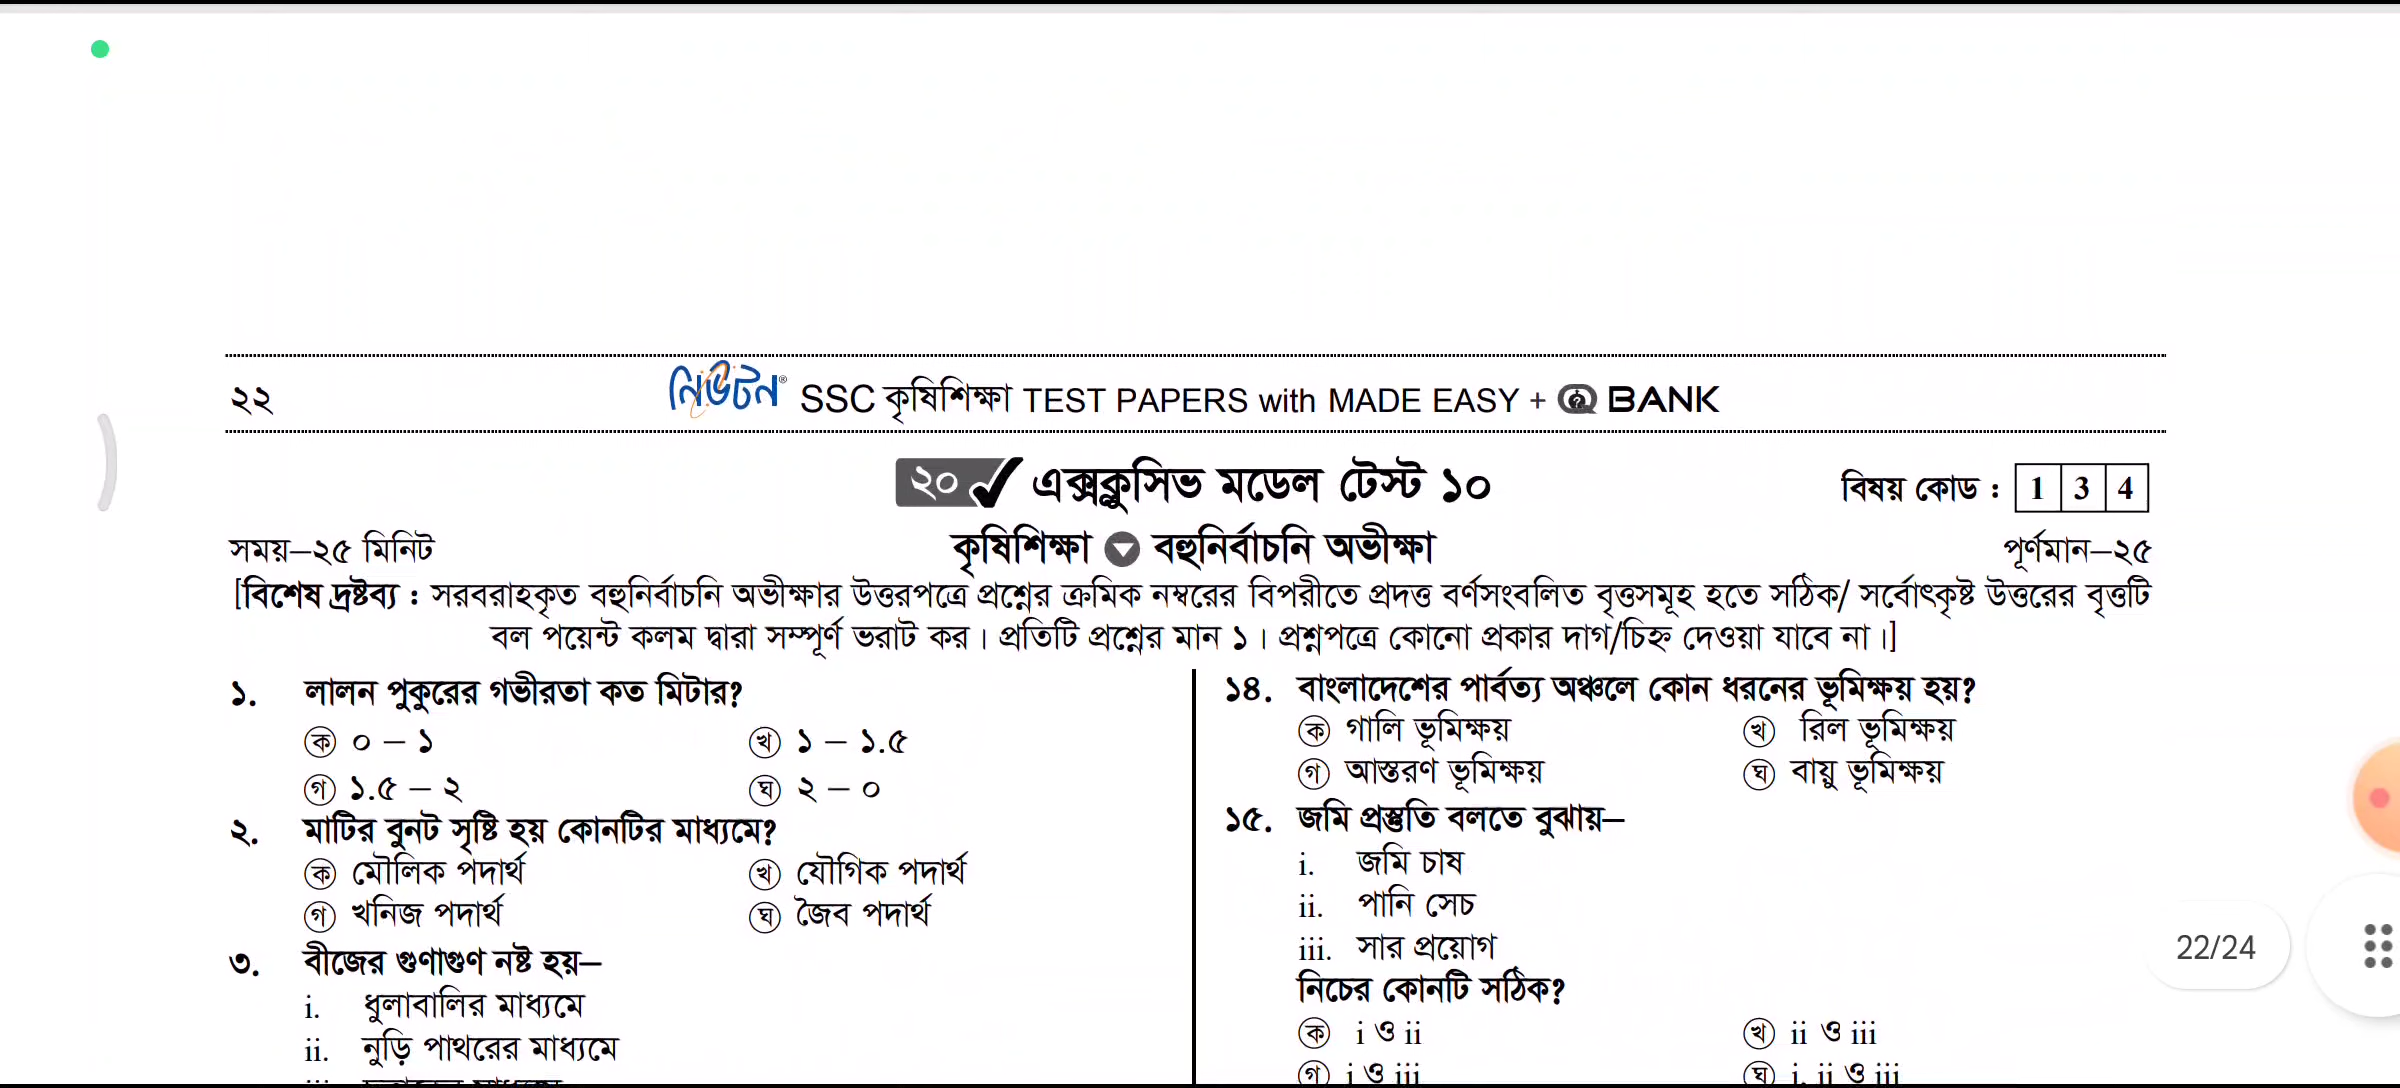 ২২ নিউটন® SSC কৃষিশিক্ষা TEST PAPERS with MADE EASY + Q BANK
২০ এক্সক্লুসিভ মডেল টেস্ট ১০ বিষয় কোড : 1 3 4
সময়–২৫ মিনিট কৃষিশিক্ষা বহুনির্বাচনি অভীক্ষা পূর্ণমান–২৫
[বিশেষ দ্রষ্টব্য : সরবরাহকৃত বহুনির্বাচনি অভীক্ষার উত্তরপত্রে প্রশ্নের ক্রমিক নম্বরের বিপরীতে প্রদত্ত বর্ণসংবলিত বৃত্তসমূহ হতে সঠিক/ সর্বোৎকৃষ্ট উত্তরের বৃত্তটি
বল পয়েন্ট কলম দ্বারা সম্পূর্ণ ভরাট কর। প্রতিটি প্রশ্নের মান ১। প্রশ্নপত্রে কোনো প্রকার দাগ/চিহ্ন দেওয়া যাবে না।]
১. লালন পুকুরের গভীরতা কত মিটার?
ক ০ – ১ খ ১ – ১.৫
গ ১.৫ – ২ ঘ ২ – ০
২. মাটির বুনট সৃষ্টি হয় কোনটির মাধ্যমে?
ক মৌলিক পদার্থ খ যৌগিক পদার্থ
গ খনিজ পদার্থ ঘ জৈব পদার্থ
৩. বীজের গুণাগুণ নষ্ট হয়–
i. ধুলাবালির মাধ্যমে
ii. নুড়ি পাথরের মাধ্যমে
১৪. বাংলাদেশের পার্বত্য অঞ্চলে কোন ধরনের ভূমিক্ষয় হয়?
ক গালি ভূমিক্ষয় খ রিল ভূমিক্ষয়
গ আস্তরণ ভূমিক্ষয় ঘ বায়ু ভূমিক্ষয়
১৫. জমি প্রস্তুতি বলতে বুঝায়–
i. জমি চাষ
ii. পানি সেচ
iii. সার প্রয়োগ
নিচের কোনটি সঠিক?
ক i ও ii খ ii ও iii
গ i ও iii ঘ i, ii ও iii
22/24